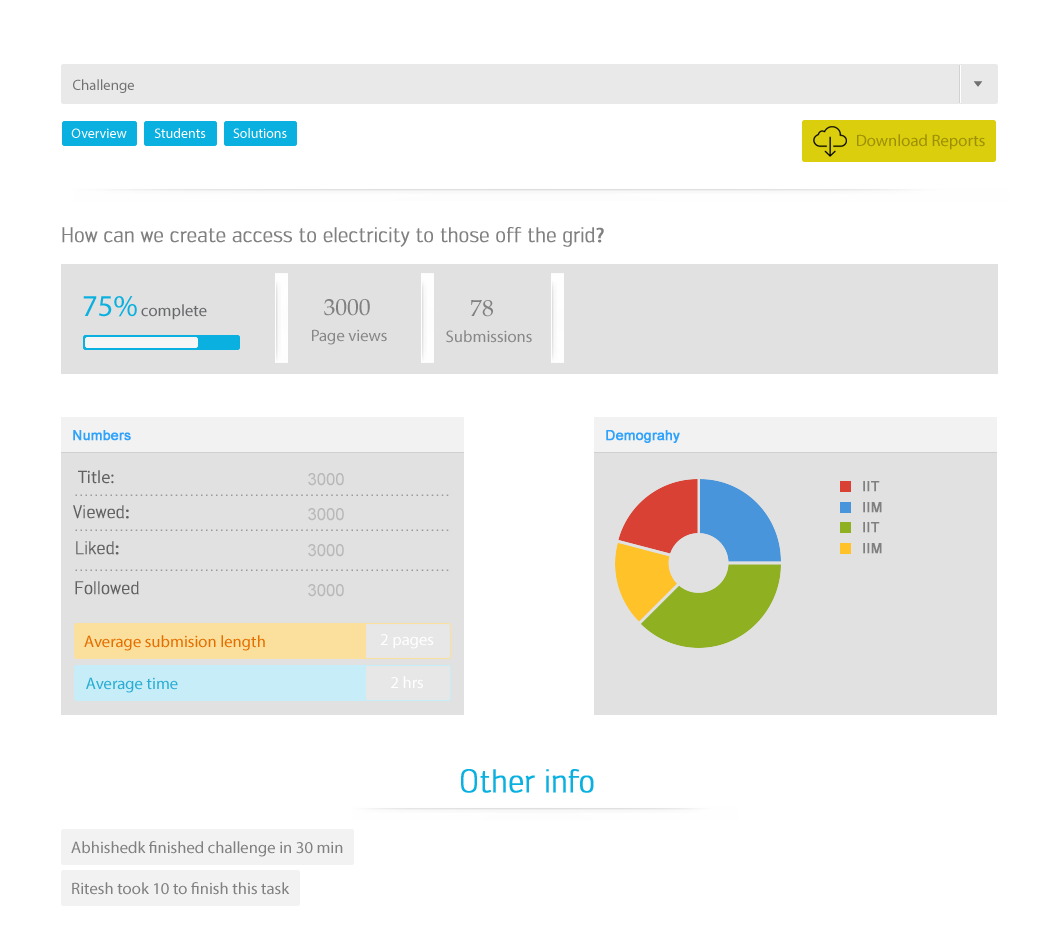 Challenge
Overview Students Solutions
Download Reports
How can we create access to electricity to those off the grid?
75% complete
3000
Page views
78
Submissions
Numbers
Title: 3000
Viewed: 3000
Liked: 3000
Followed 3000
Average submision length 2 pages
Average time 2 hrs
Demograhy
IIT
IIM
IIT
IIM
Other info
Abhishedk finished challenge in 30 min
Ritesh took 10 to finish this task